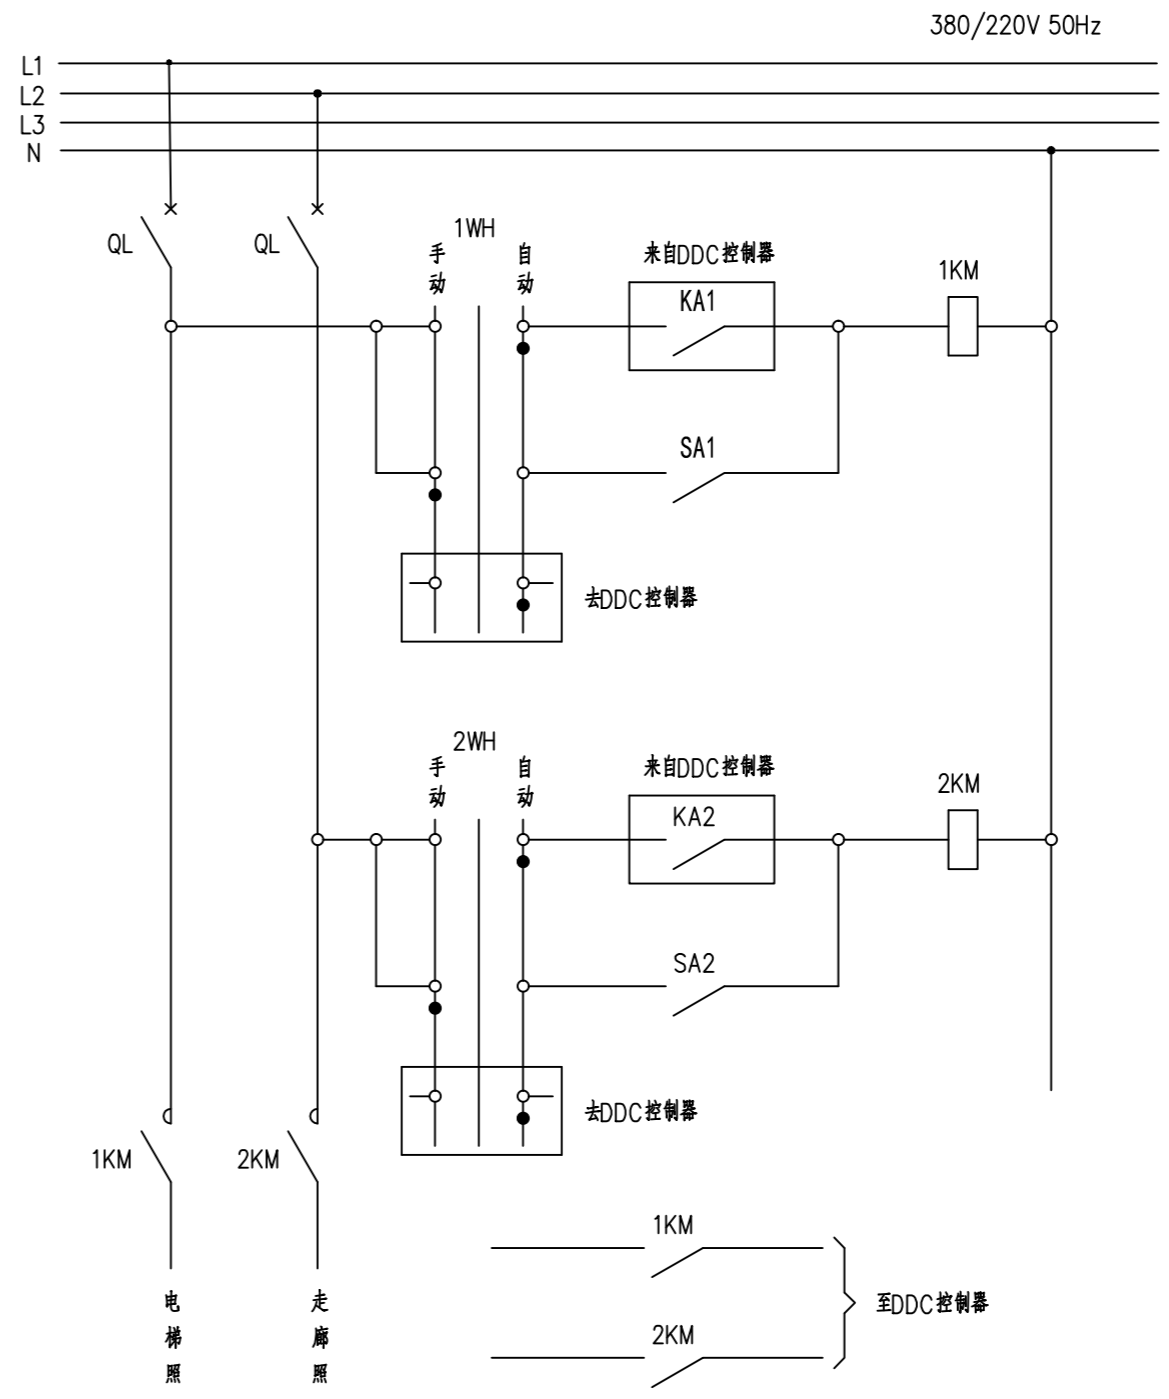 380/220V 50Hz
L1
L2
L3
N
QL
QL
1WH
手动
自动
来自DDC控制器
KA1
1KM
SA1
去DDC控制器
2WH
手动
自动
来自DDC控制器
KA2
2KM
SA2
去DDC控制器
1KM
2KM
1KM
2KM
至DDC控制器
电梯照
走廊照